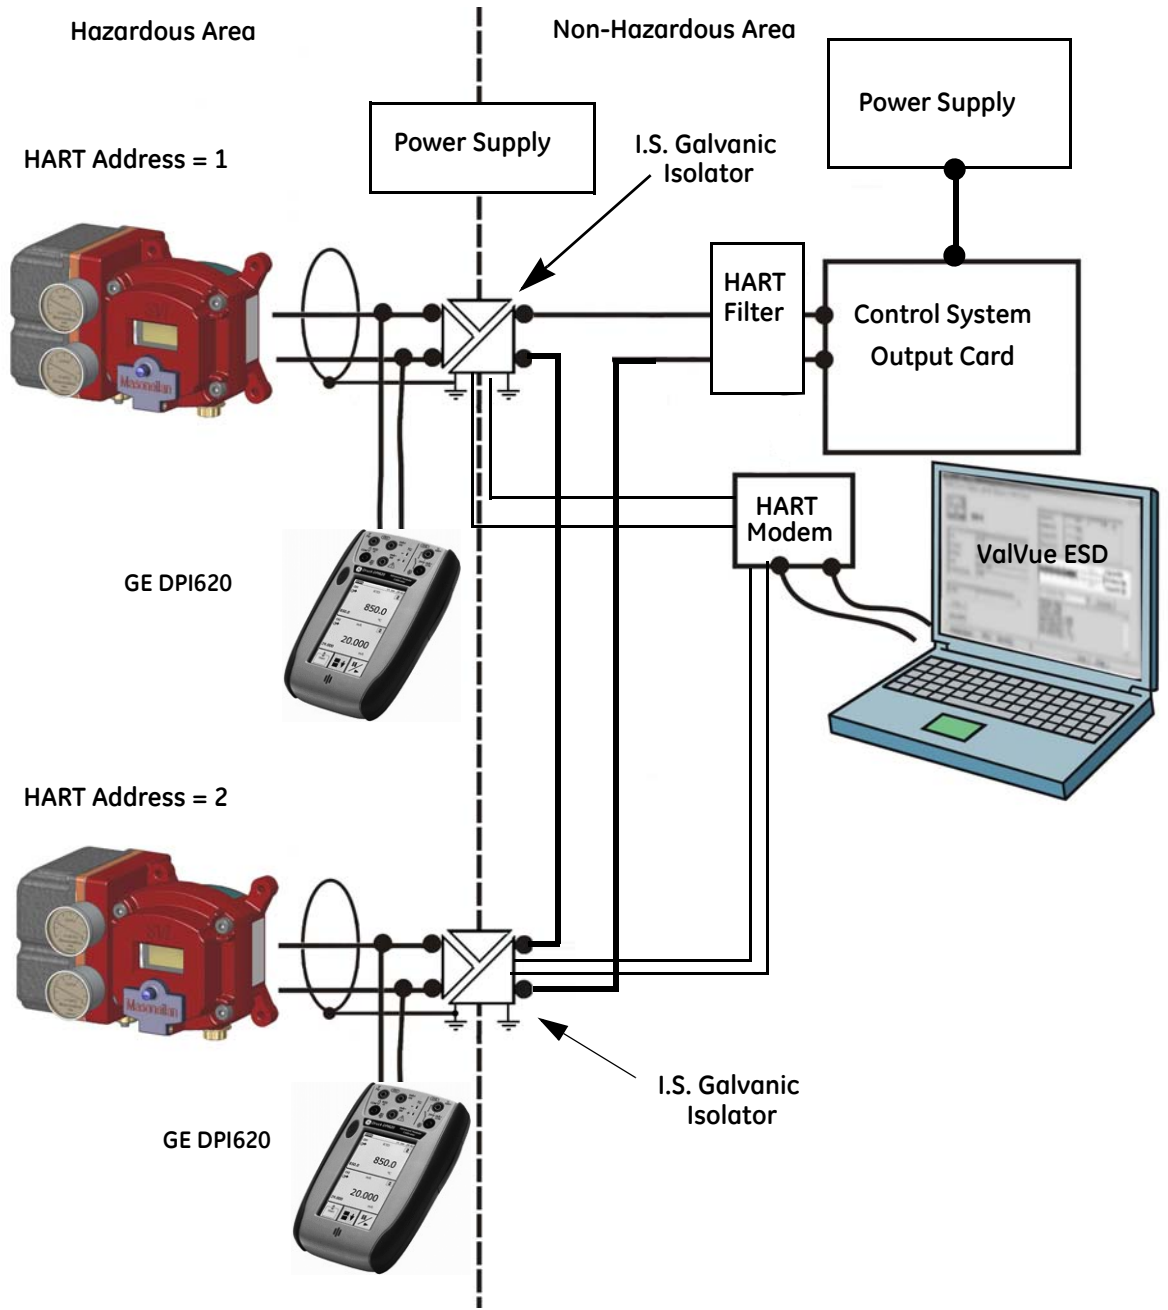 Hazardous Area
Non-Hazardous Area
Power Supply
Power Supply
I.S. Galvanic
Isolator
HART Address = 1
HART
Filter
Control System
Output Card
Masoneilan
HART
Modem
ValVue ESD
GE DPI620
850.0
20.000
HART Address = 2
Masoneilan
I.S. Galvanic
Isolator
GE DPI620
850.0
20.000